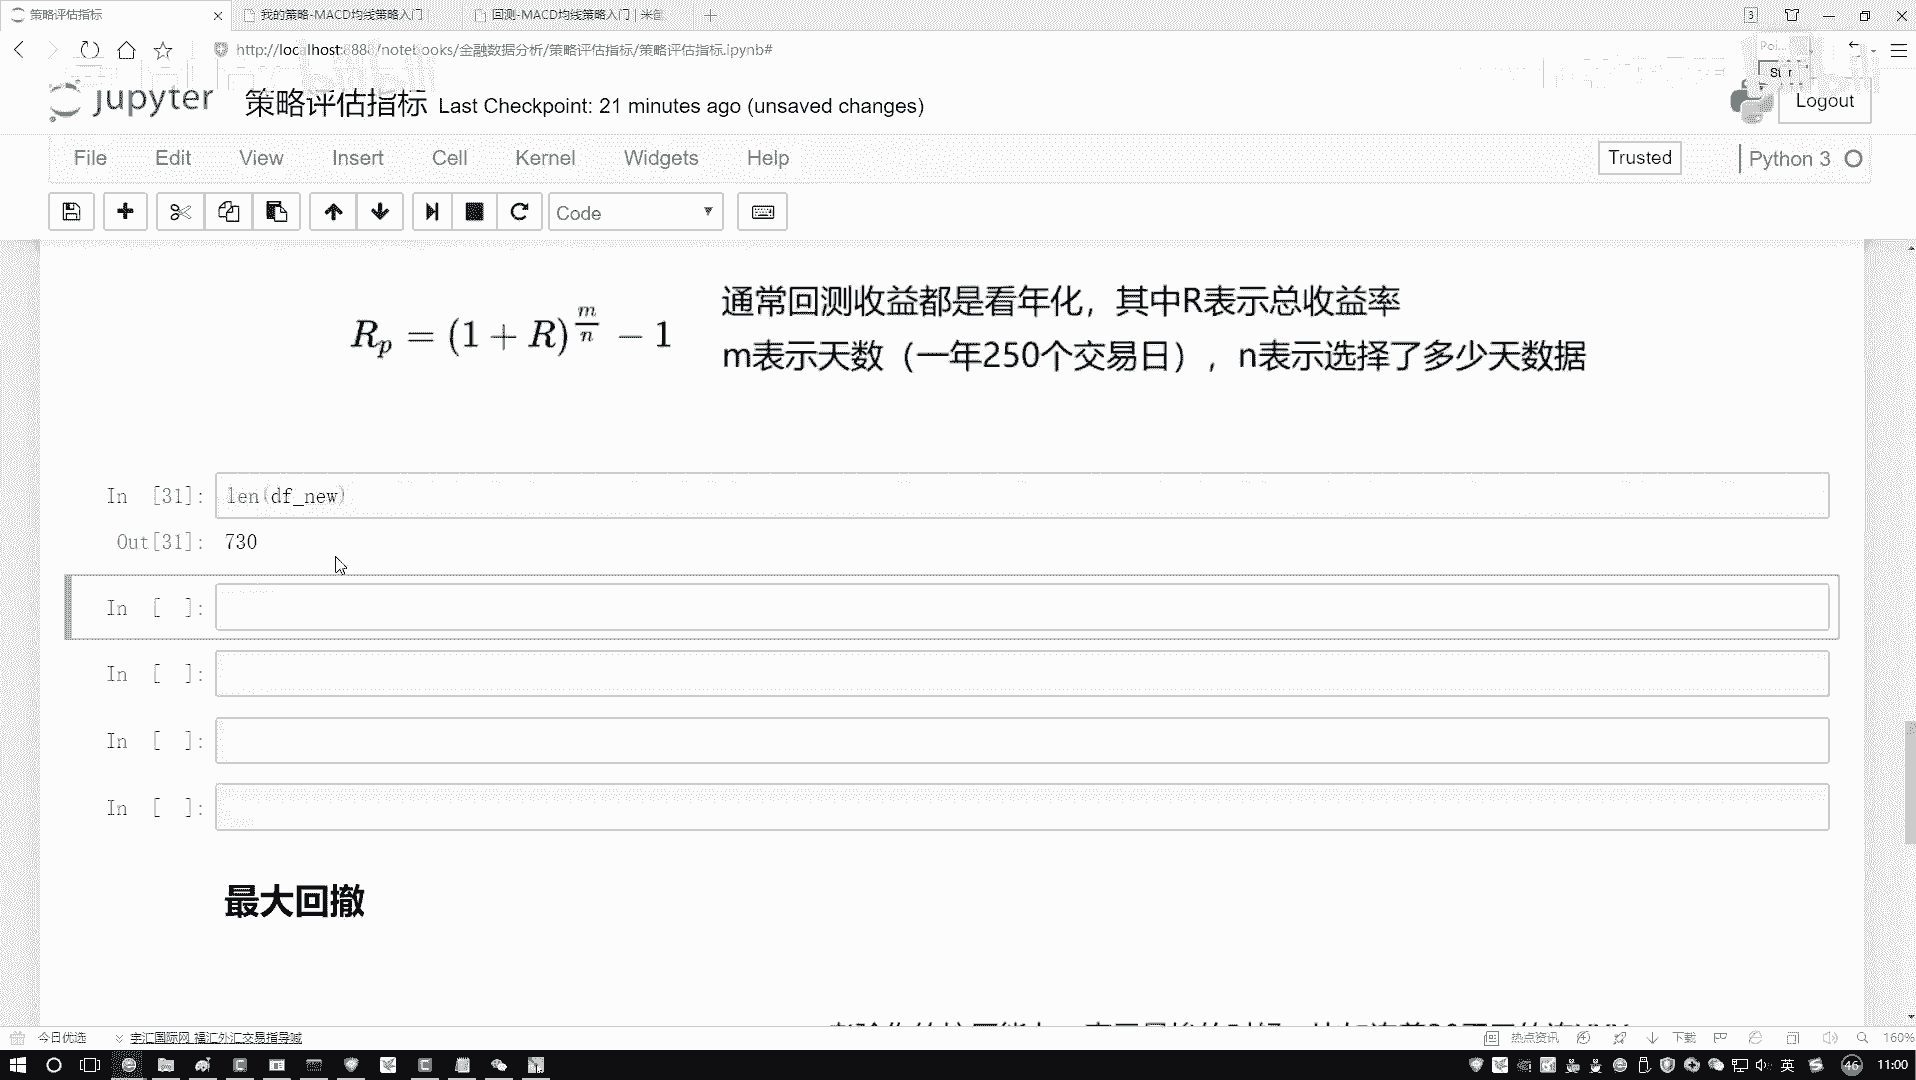 策略评估指标
我的策略-MACD均线策略入门
回测-MACD均线策略入门 | 米筐
3
http://localhost:8888/notebooks/金融数据分析/策略评估指标/策略评估指标.ipynb#
jupyter 策略评估指标 Last Checkpoint: 21 minutes ago (unsaved changes)
Logout
File Edit View Insert Cell Kernel Widgets Help
Trusted
Python 3
Code
R_p = (1 + R)^{m/n} − 1
通常回测收益都是看年化，其中R表示总收益率
m表示天数（一年250个交易日），n表示选择了多少天数据
In [31]: len(df_new)
Out[31]: 730
In [ ]:
In [ ]:
In [ ]:
In [ ]:
最大回撤
今日优选
宇汇国际网 福汇外汇交易指导喊
热点资讯
下载
160%
英
46
11:00